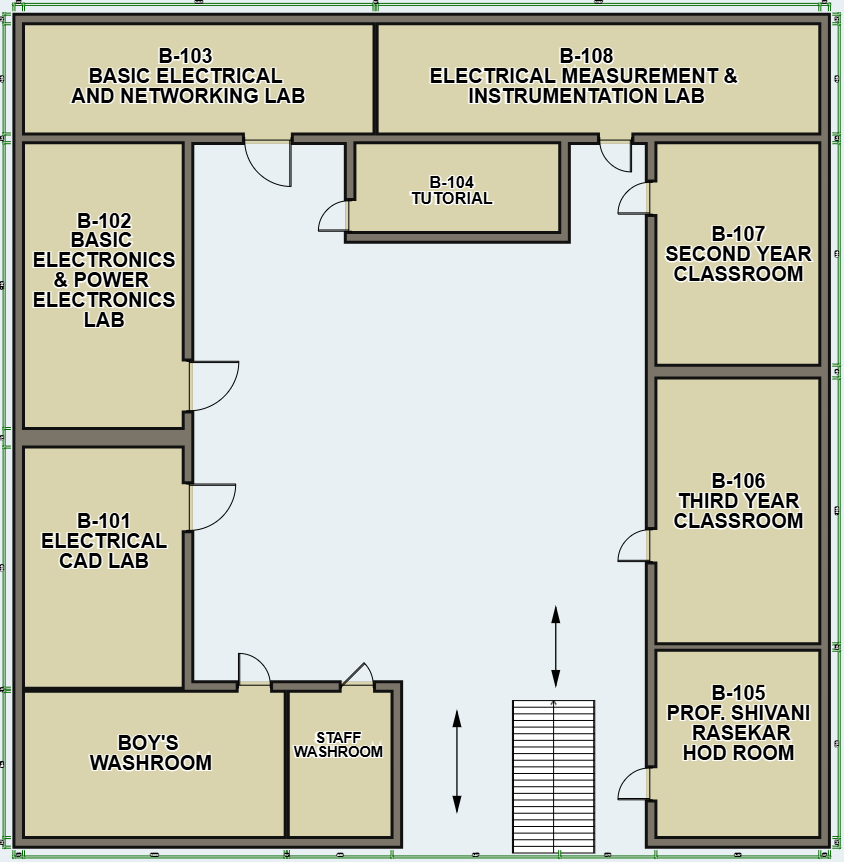 B-103
BASIC ELECTRICAL
AND NETWORKING LAB
B-108
ELECTRICAL MEASUREMENT &
INSTRUMENTATION LAB
B-104
TUTORIAL
B-102
BASIC
ELECTRONICS
& POWER
ELECTRONICS
LAB
B-107
SECOND YEAR
CLASSROOM
B-101
ELECTRICAL
CAD LAB
B-106
THIRD YEAR
CLASSROOM
BOY'S
WASHROOM
STAFF
WASHROOM
B-105
PROF. SHIVANI
RASEKAR
HOD ROOM